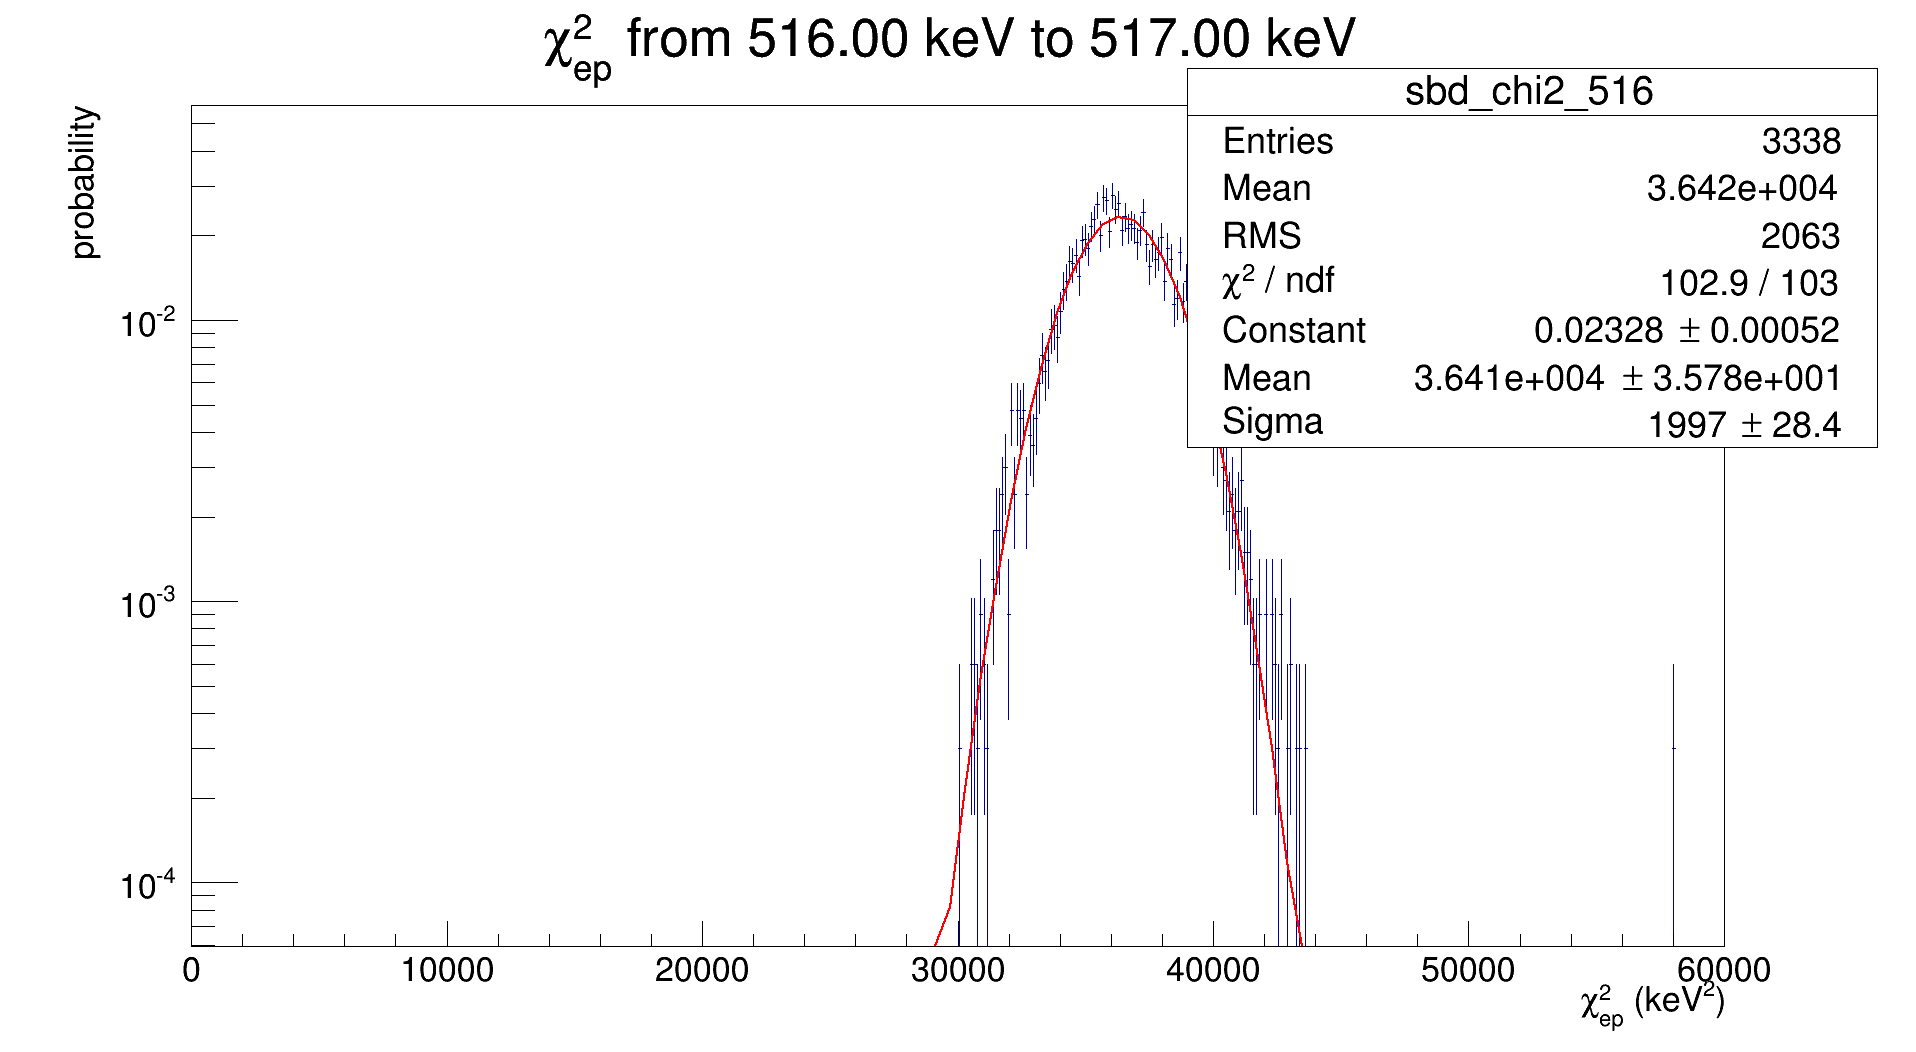 χ²ep from 516.00 keV to 517.00 keV
sbd_chi2_516
Entries 3338
Mean 3.642e+004
RMS 2063
χ² / ndf 102.9 / 103
Constant 0.02328 ± 0.00052
Mean 3.641e+004 ± 3.578e+001
Sigma 1997 ± 28.4
probability
10⁻²
10⁻³
10⁻⁴
0 10000 20000 30000 40000 50000 60000
χ²ep (keV²)